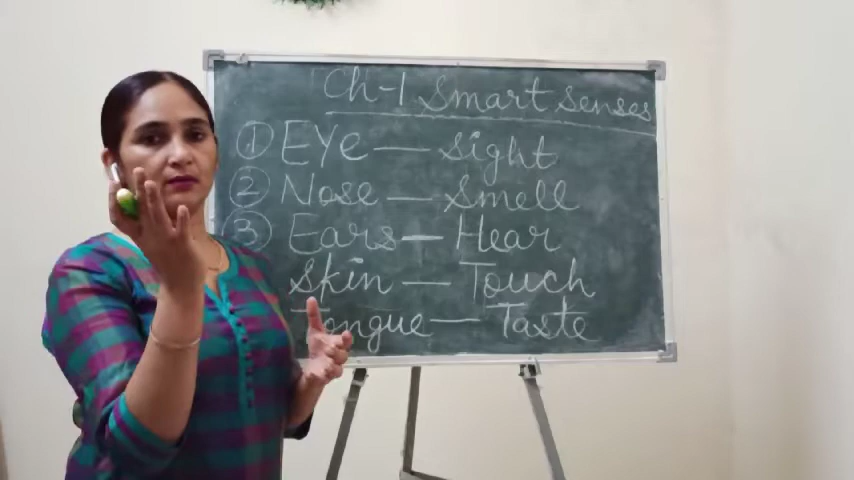 Ch-1 Smart Senses
① Eye — Sight
② Nose — Smell
③ Ears — Hear
Skin — Touch
Tongue — Taste